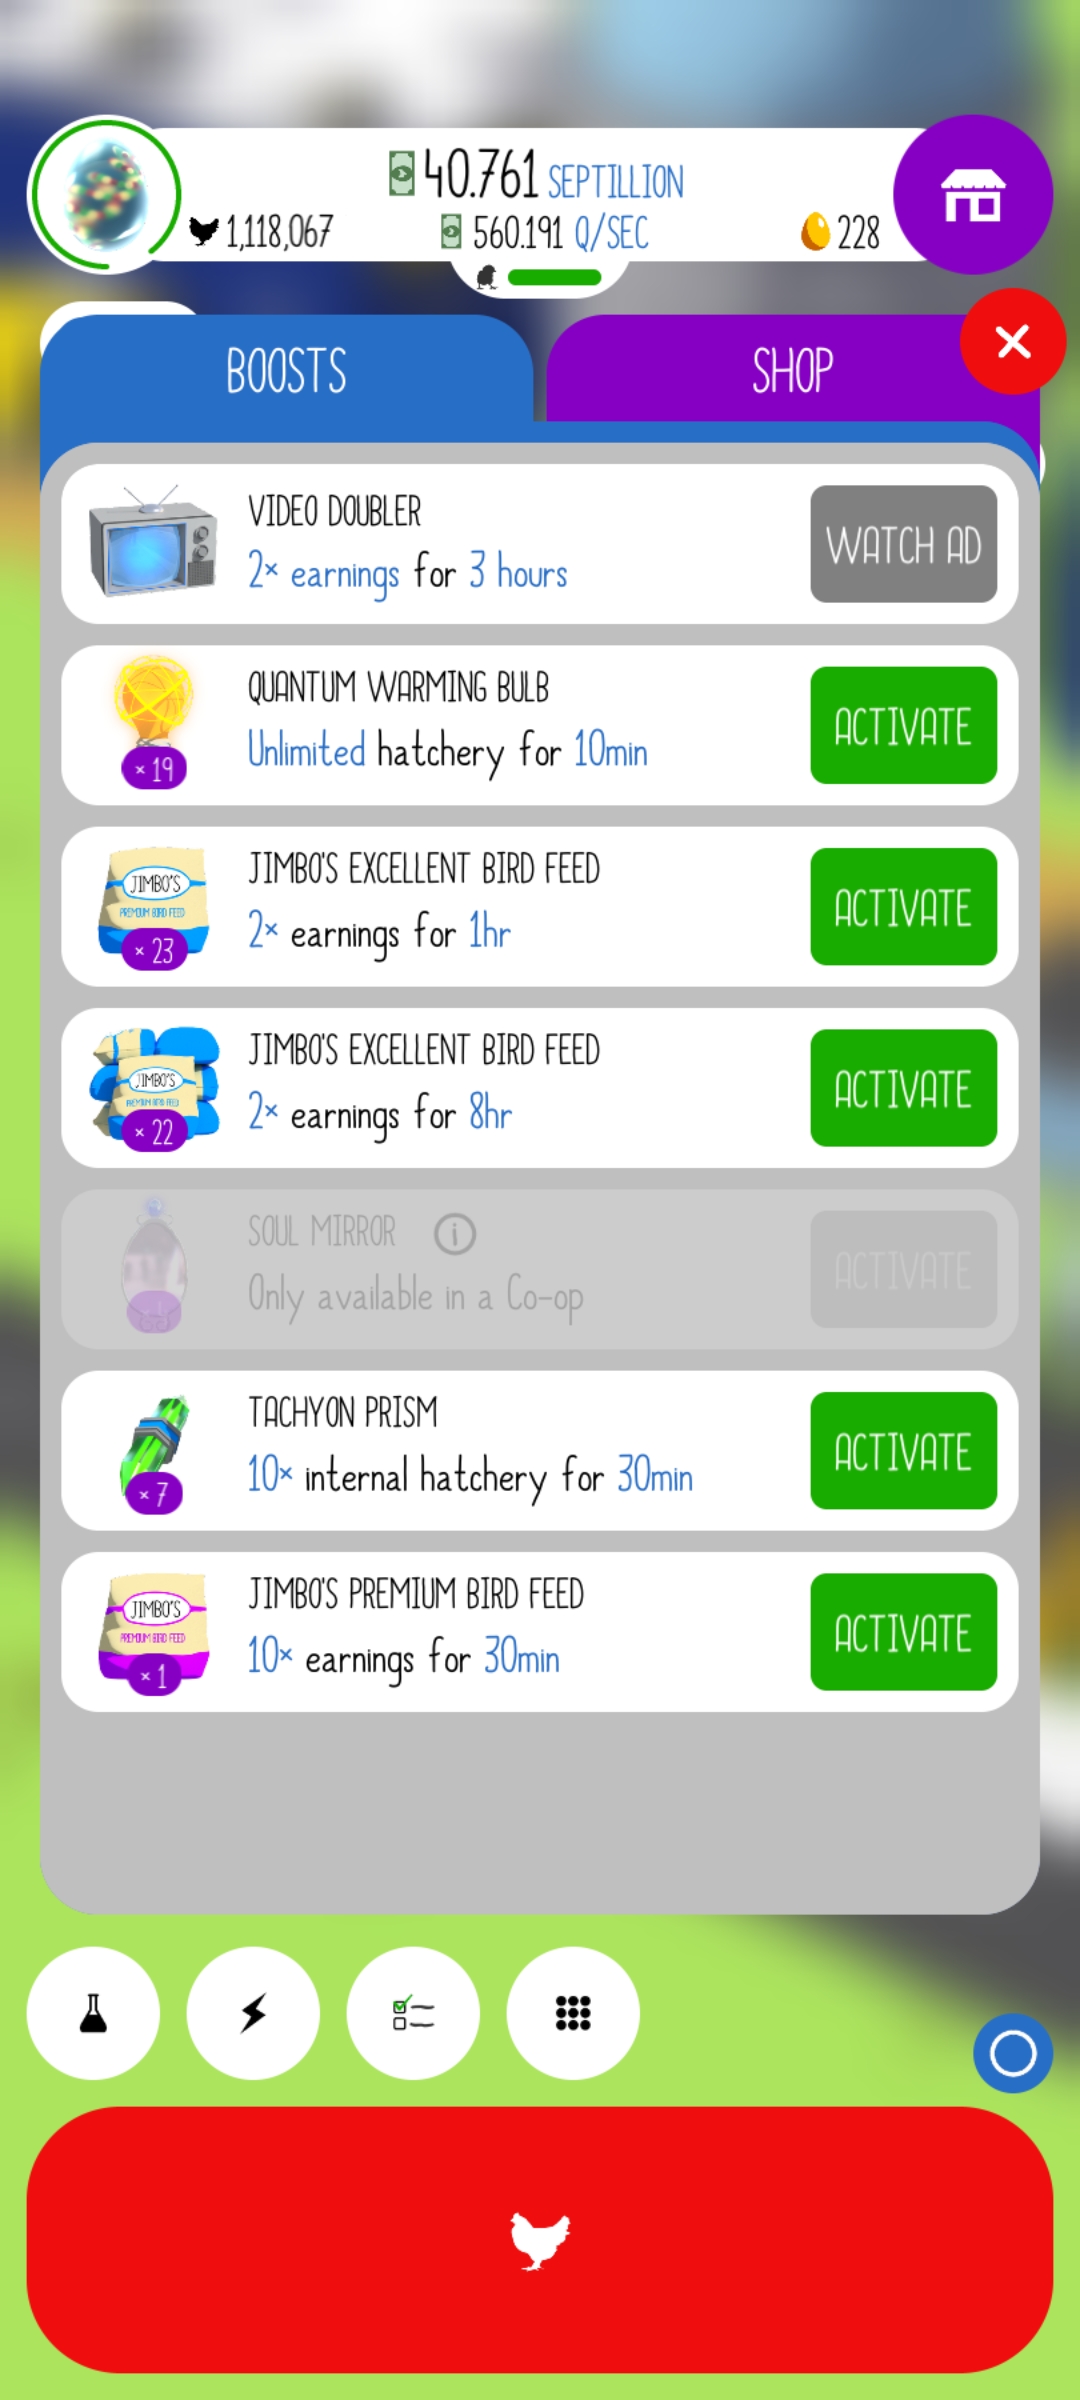 40.761 SEPTILLION
1,118,067
560.191 Q/SEC
228
BOOSTS
SHOP
VIDEO DOUBLER
2× earnings for 3 hours
WATCH AD
QUANTUM WARMING BULB
Unlimited hatchery for 10min
×19
ACTIVATE
JIMBO'S EXCELLENT BIRD FEED
JIMBO'S
PREMIUM BIRD FEED
2× earnings for 1hr
×23
ACTIVATE
JIMBO'S EXCELLENT BIRD FEED
JIMBO'S
PREMIUM BIRD FEED
2× earnings for 8hr
×22
ACTIVATE
SOUL MIRROR
Only available in a Co-op
ACTIVATE
TACHYON PRISM
10× internal hatchery for 30min
×7
ACTIVATE
JIMBO'S PREMIUM BIRD FEED
JIMBO'S
PREMIUM BIRD FEED
10× earnings for 30min
×1
ACTIVATE